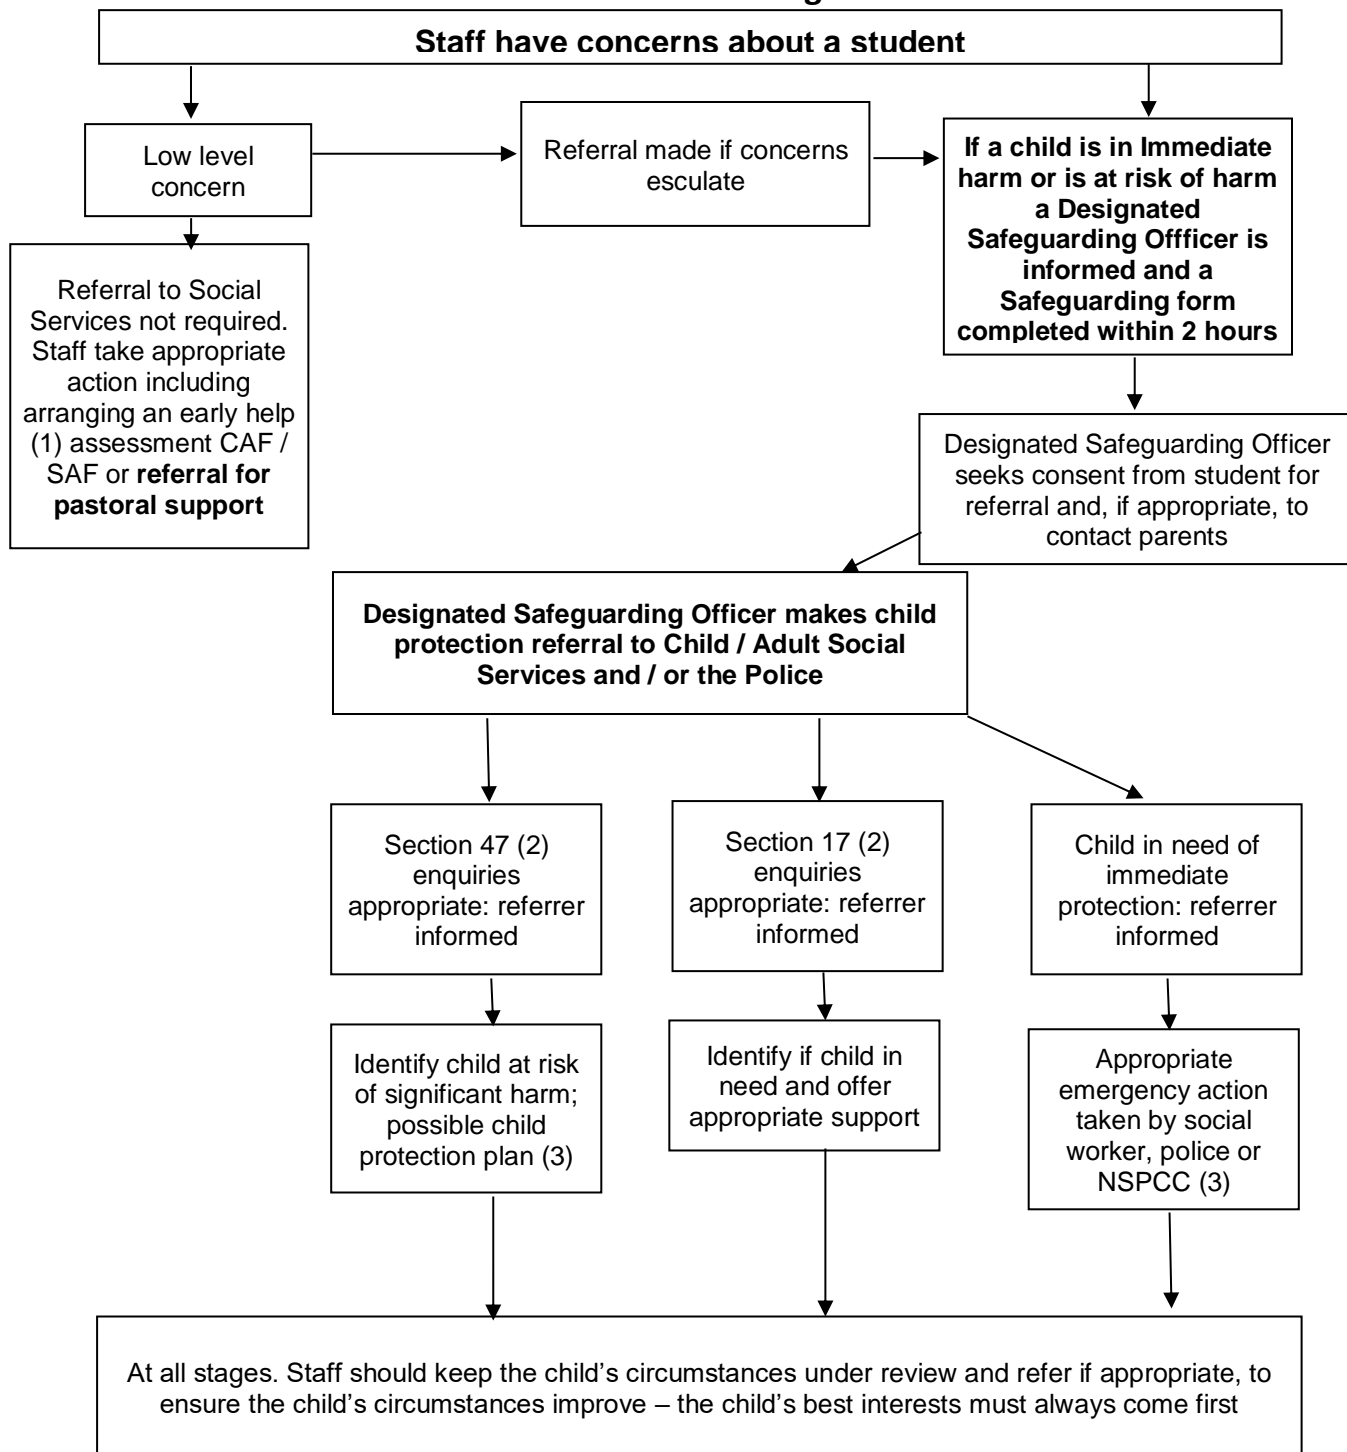 Staff have concerns about a student
Low level
concern
Referral made if concerns
esculate
If a child is in Immediate
harm or is at risk of harm
a Designated
Safeguarding Offficer is
informed and a
Safeguarding form
completed within 2 hours
Referral to Social
Services not required.
Staff take appropriate
action including
arranging an early help
(1) assessment CAF /
SAF or referral for
pastoral support
Designated Safeguarding Officer
seeks consent from student for
referral and, if appropriate, to
contact parents
Designated Safeguarding Officer makes child
protection referral to Child / Adult Social
Services and / or the Police
Section 47 (2)
enquiries
appropriate: referrer
informed
Section 17 (2)
enquiries
appropriate: referrer
informed
Child in need of
immediate
protection: referrer
informed
Identify child at risk
of significant harm;
possible child
protection plan (3)
Identify if child in
need and offer
appropriate support
Appropriate
emergency action
taken by social
worker, police or
NSPCC (3)
At all stages. Staff should keep the child’s circumstances under review and refer if appropriate, to
ensure the child’s circumstances improve – the child’s best interests must always come first